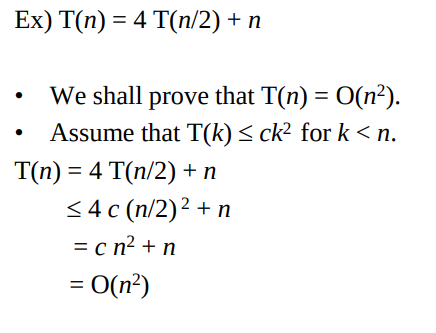 Ex) T(n) = 4 T(n/2) + n
• We shall prove that T(n) = O(n²).
• Assume that T(k) ≤ ck² for k < n.
T(n) = 4 T(n/2) + n
≤ 4 c (n/2) ² + n
= c n² + n
= O(n²)